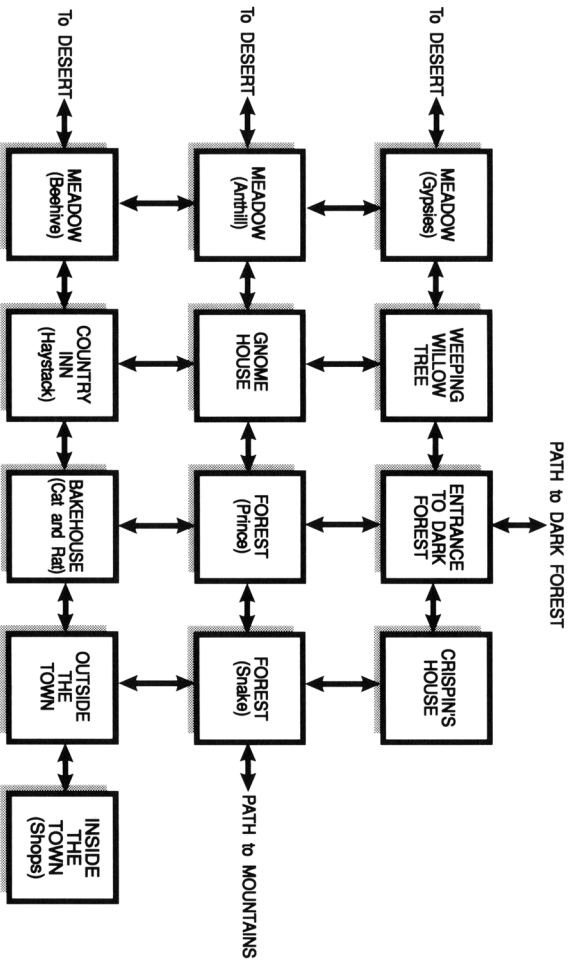 PATH to DARK FOREST
To DESERT
MEADOW
(Gypsies)
WEEPING
WILLOW
TREE
ENTRANCE
TO DARK
FOREST
CRISPIN'S
HOUSE
To DESERT
MEADOW
(Anthill)
GNOME
HOUSE
FOREST
(Prince)
FOREST
(Snake)
PATH to MOUNTAINS
To DESERT
MEADOW
(Beehive)
COUNTRY
INN
(Haystack)
BAKEHOUSE
(Cat and Rat)
OUTSIDE
THE
TOWN
INSIDE
THE
TOWN
(Shops)